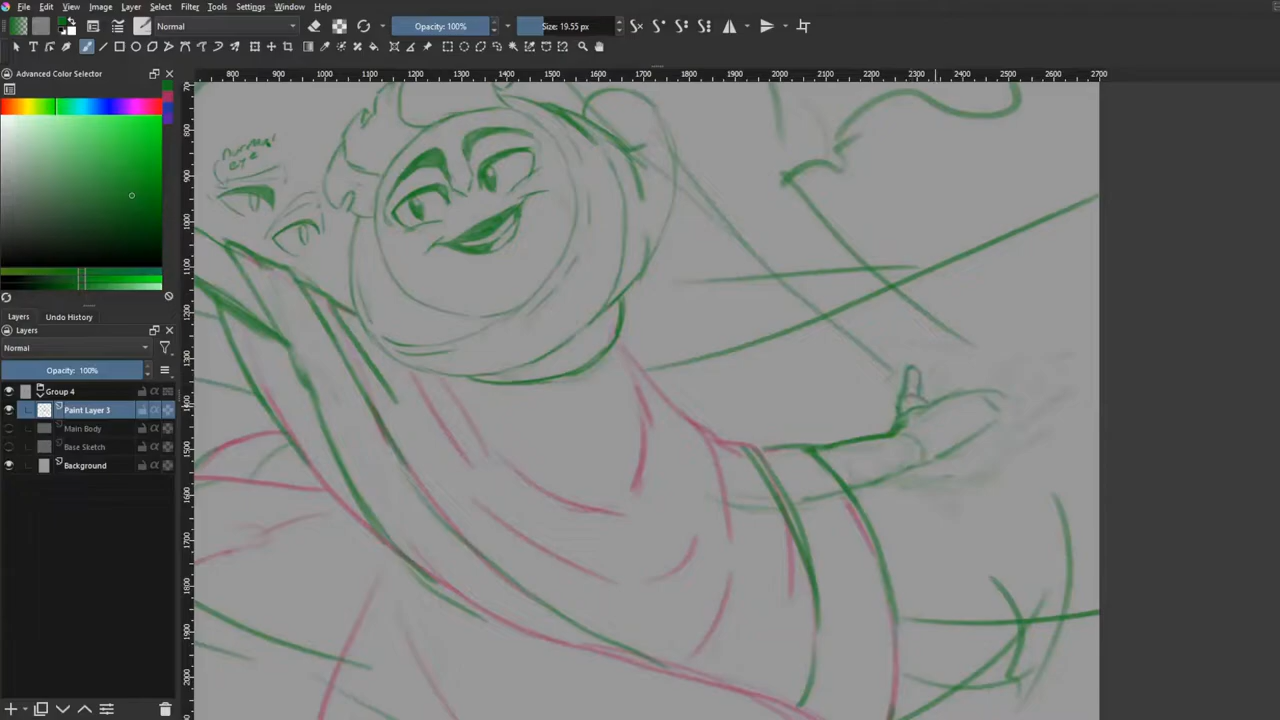 File Edit View Image Layer Select Filter Tools Settings Window Help
Normal Opacity: 100% Size: 19.55 px
Advanced Color Selector
800 900 1000 1100 1200 1300 1400 1500 1600 1700 1800 1900 2000 2100 2200 2300 2400 2500 2600 2700
normal
eye
Layers Undo History
Layers
Normal
Opacity: 100%
Group 4
Paint Layer 3
Main Body
Base Sketch
Background